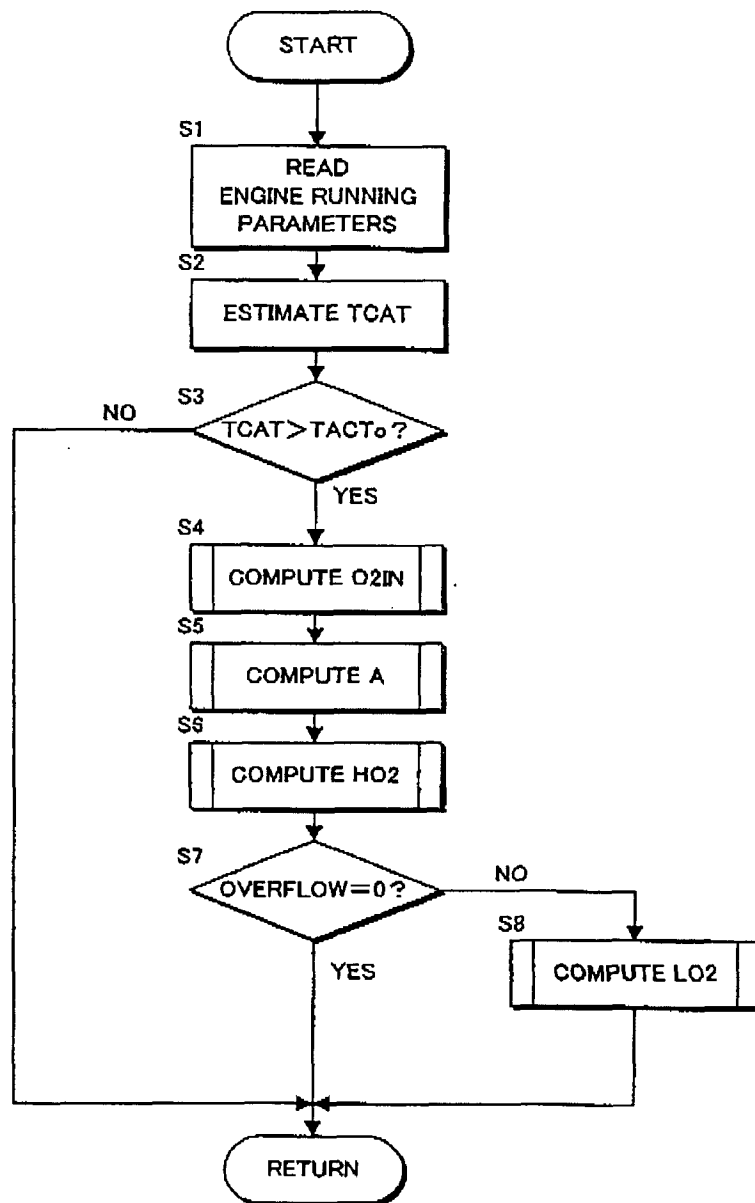 START
S1
READ
ENGINE RUNNING
PARAMETERS
S2
ESTIMATE TCAT
S3
NO
TCAT>TACTo?
YES
S4
COMPUTE O2IN
S5
COMPUTE A
S6
COMPUTE HO2
S7
OVERFLOW=0?
NO
YES
S8
COMPUTE LO2
RETURN